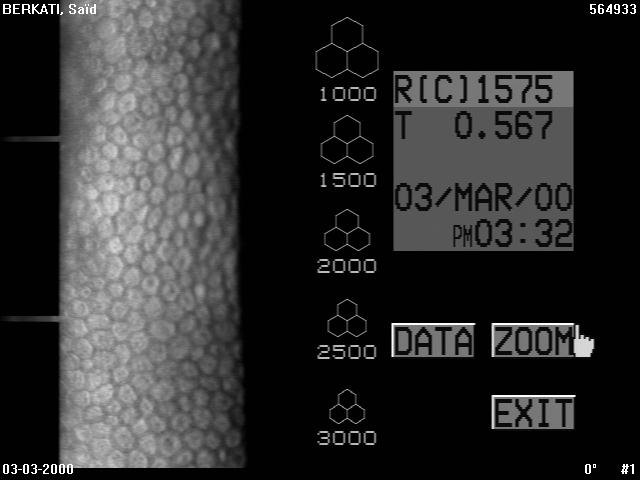 BERKATI, Saïd
564933
1000
1500
2000
2500
3000
R[C]1575
T 0.567
03/MAR/00
PM03:32
DATA
ZOOM
EXIT
03-03-2000
0°
#1